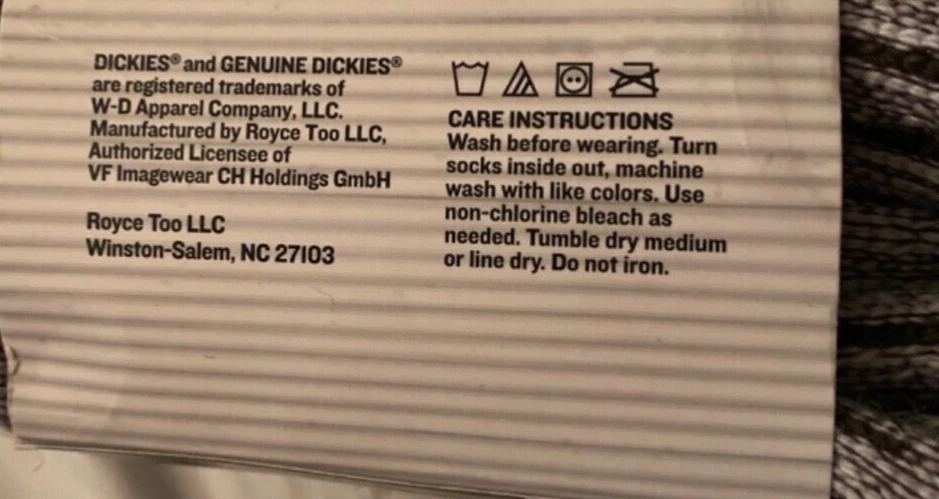 DICKIES® and GENUINE DICKIES®
are registered trademarks of
W-D Apparel Company, LLC.
Manufactured by Royce Too LLC,
Authorized Licensee of
VF Imagewear CH Holdings GmbH
Royce Too LLC
Winston-Salem, NC 27103
CARE INSTRUCTIONS
Wash before wearing. Turn
socks inside out, machine
wash with like colors. Use
non-chlorine bleach as
needed. Tumble dry medium
or line dry. Do not iron.